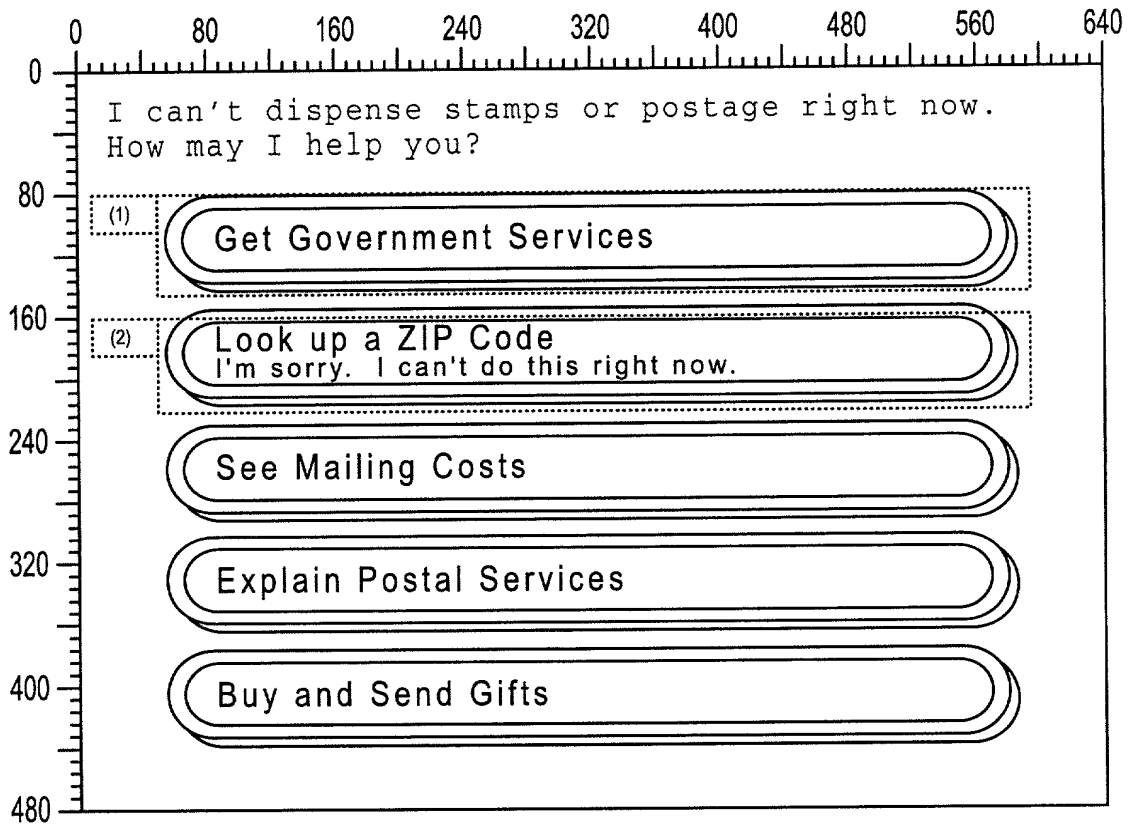 0 80 160 240 320 400 480 560 640
0
I can't dispense stamps or postage right now.
How may I help you?
80
(1)
Get Government Services
160
(2)
Look up a ZIP Code
I'm sorry. I can't do this right now.
240
See Mailing Costs
320
Explain Postal Services
400
Buy and Send Gifts
480